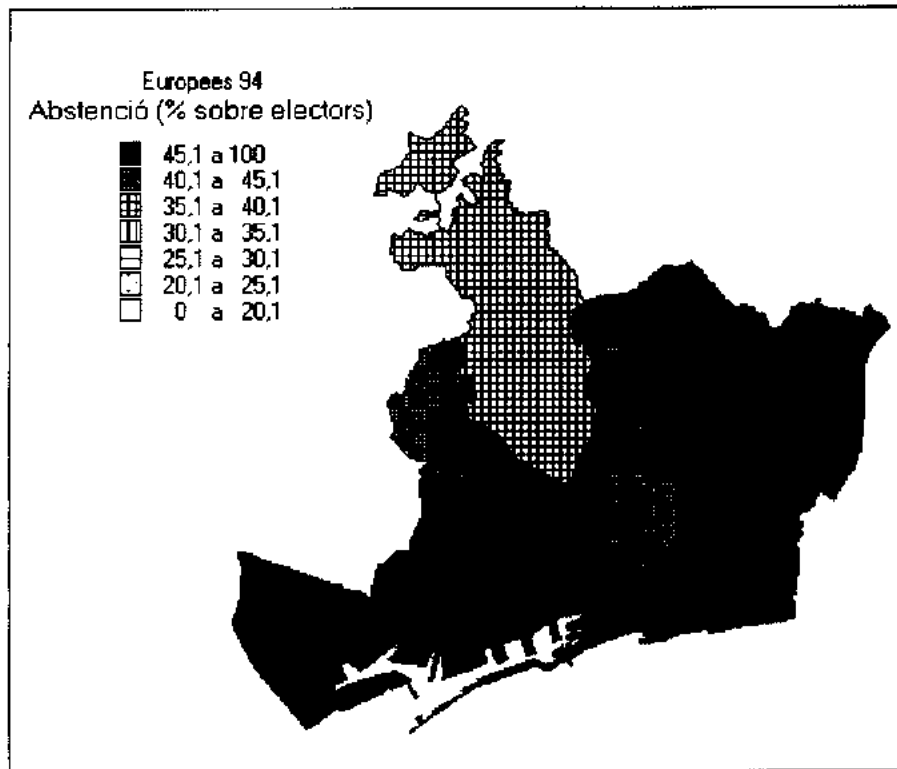 Europees 94
Abstenció (% sobre electors)
45,1 a 100
40,1 a 45,1
35,1 a 40,1
30,1 a 35,1
25,1 a 30,1
20,1 a 25,1
0 a 20,1